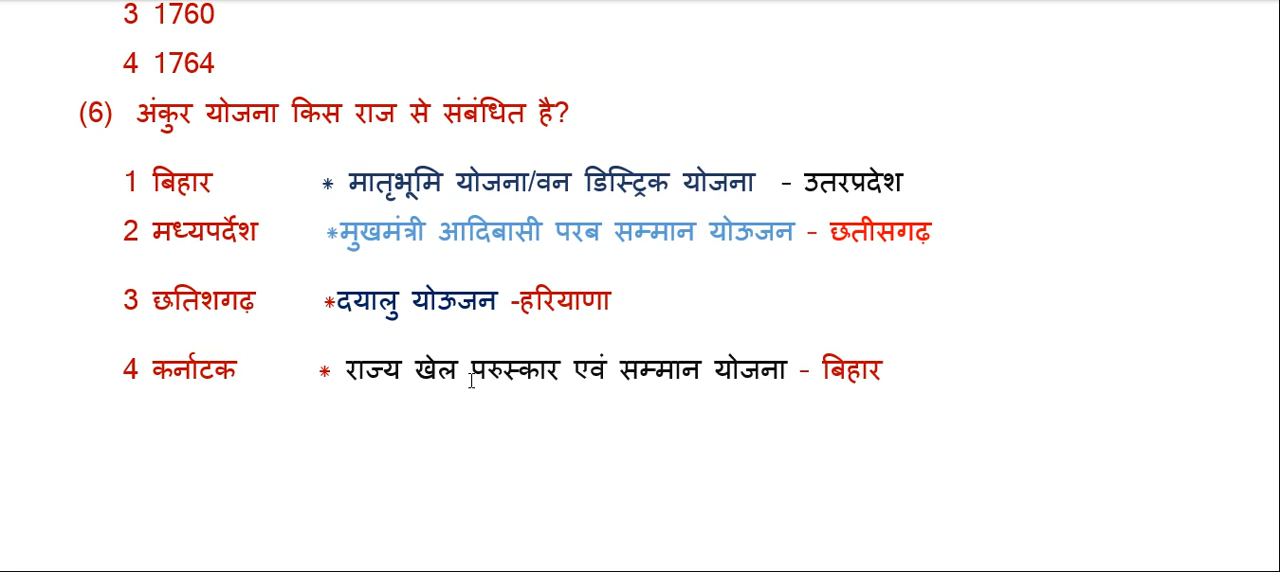 3 1760
4 1764
(6) अंकुर योजना किस राज से संबंधित है?
1 बिहार * मातृभूमि योजना/वन डिस्ट्रिक योजना - उतरप्रदेश
2 मध्यपर्देश *मुखमंत्री आदिबासी परब सम्मान योऊजन - छतीसगढ़
3 छतिशगढ़ *दयालु योऊजन -हरियाणा
4 कर्नाटक * राज्य खेल परुस्कार एवं सम्मान योजना - बिहार